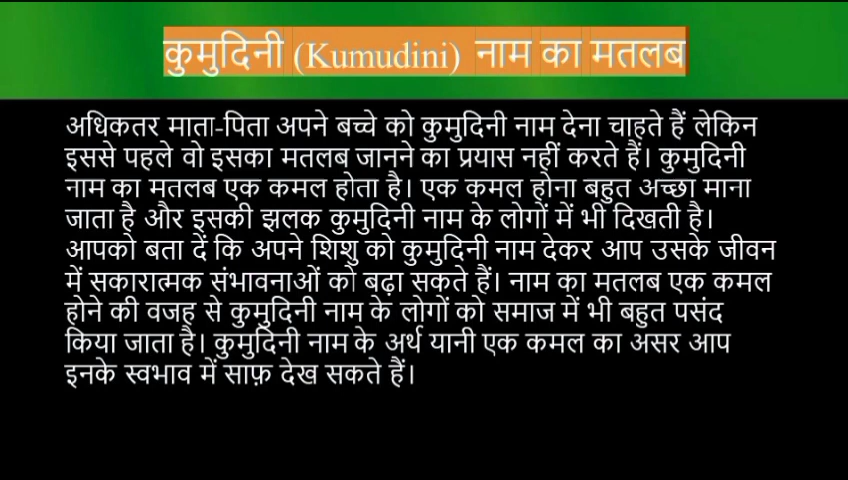 कुमुदिनी (Kumudini) नाम का मतलब
अधिकतर माता-पिता अपने बच्चे को कुमुदिनी नाम देना चाहते हैं लेकिन
इससे पहले वो इसका मतलब जानने का प्रयास नहीं करते हैं। कुमुदिनी
नाम का मतलब एक कमल होता है। एक कमल होना बहुत अच्छा माना
जाता है और इसकी झलक कुमुदिनी नाम के लोगों में भी दिखती है।
आपको बता दें कि अपने शिशु को कुमुदिनी नाम देकर आप उसके जीवन
में सकारात्मक संभावनाओं को बढ़ा सकते हैं। नाम का मतलब एक कमल
होने की वजह से कुमुदिनी नाम के लोगों को समाज में भी बहुत पसंद
किया जाता है। कुमुदिनी नाम के अर्थ यानी एक कमल का असर आप
इनके स्वभाव में साफ़ देख सकते हैं।